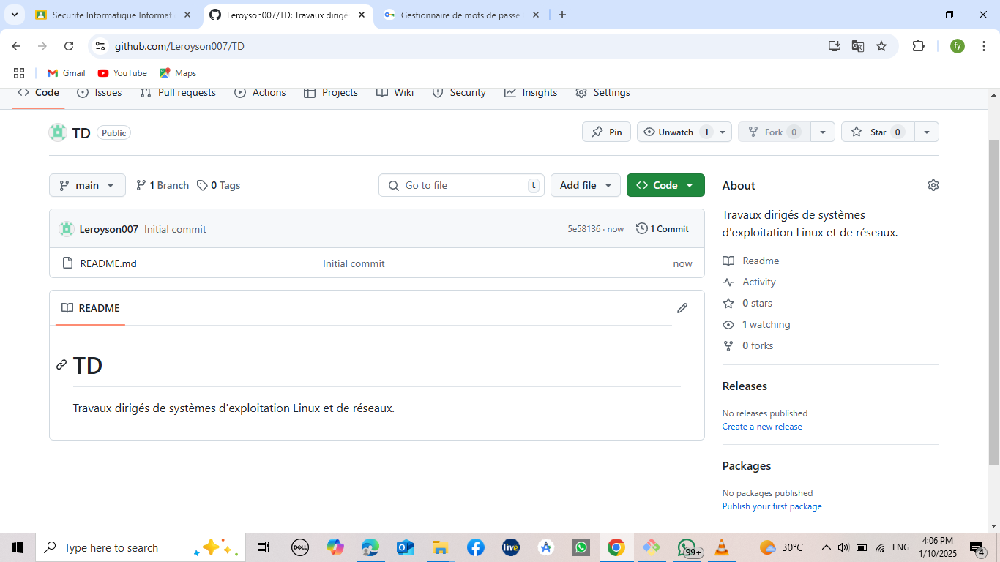 Securite Informatique Informati
Leroyson007/TD: Travaux dirigé
Gestionnaire de mots de passe
github.com/Leroyson007/TD
fy
Gmail
YouTube
Maps
Code
Issues
Pull requests
Actions
Projects
Wiki
Security
Insights
Settings
TD Public
Pin
Unwatch 1
Fork 0
Star 0
main
1 Branch
0 Tags
Go to file t
Add file
Code
Leroyson007 Initial commit
5e58136 · now
1 Commit
README.md Initial commit now
README
TD
Travaux dirigés de systèmes d'exploitation Linux et de réseaux.
About
Travaux dirigés de systèmes
d'exploitation Linux et de réseaux.
Readme
Activity
0 stars
1 watching
0 forks
Releases
No releases published
Create a new release
Packages
No packages published
Publish your first package
Type here to search
DELL
live
99+
30°C
ENG
4:06 PM
1/10/2025
4